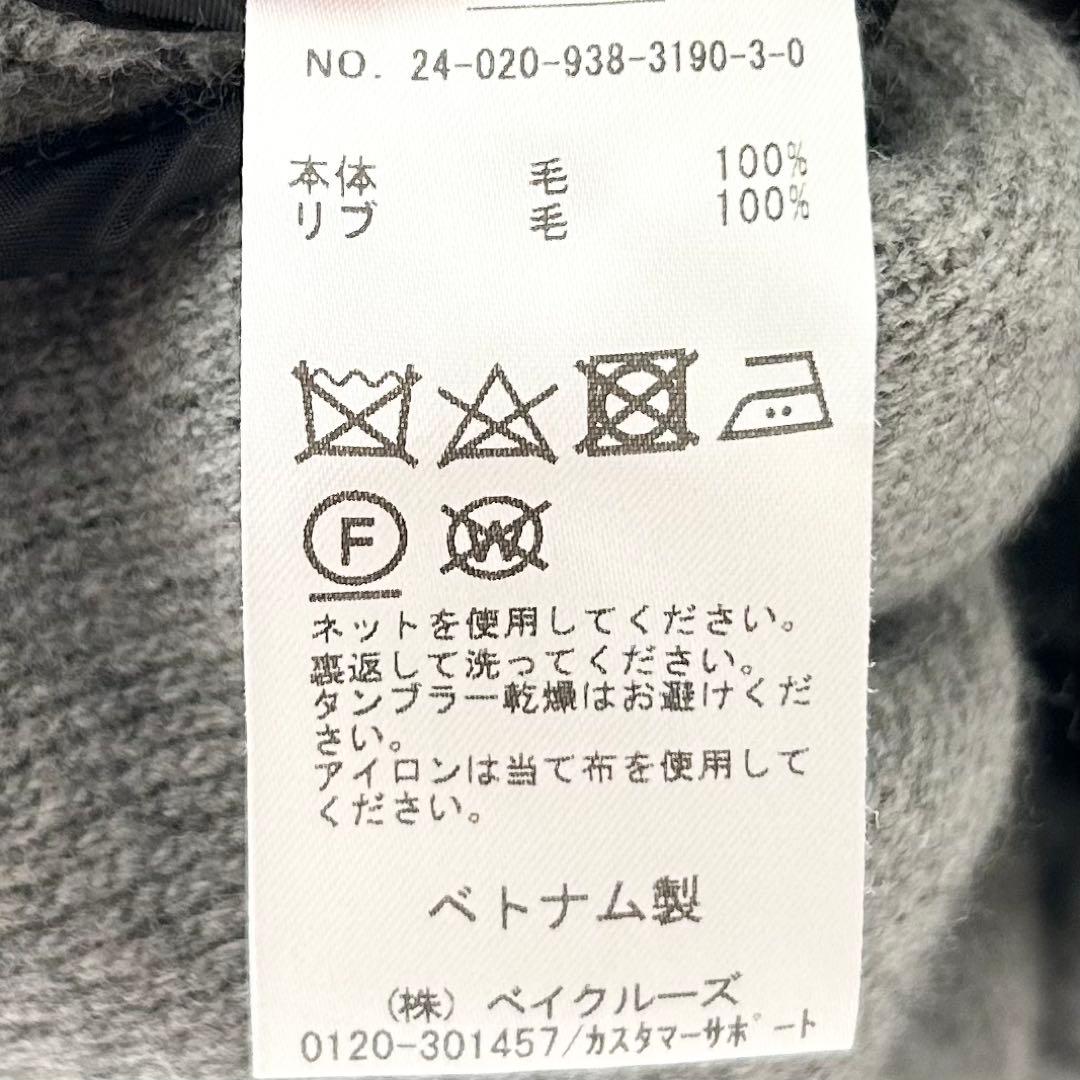 NO. 24-020-938-3190-3-0
本体 毛 100%
リブ 毛 100%
F W
ネットを使用してください。
裏返して洗ってください。
タンブラー乾燥はお避けくだ
さい。
アイロンは当て布を使用して
ください。
ベトナム製
(株) ベイクルーズ
0120-301457/カスタマーサポート